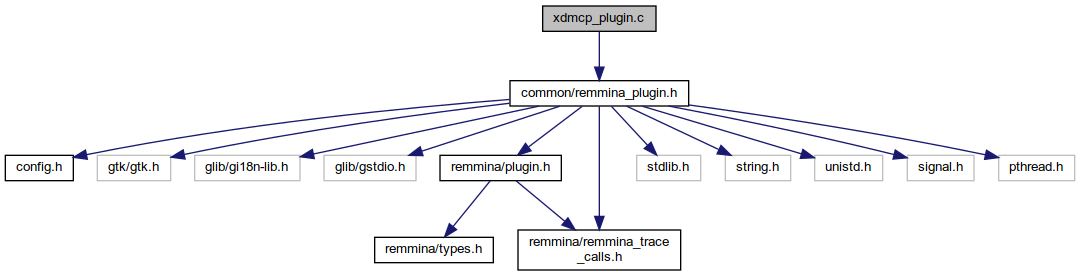 xdmcp_plugin.c
common/remmina_plugin.h
config.h
gtk/gtk.h
glib/gi18n-lib.h
glib/gstdio.h
remmina/plugin.h
stdlib.h
string.h
unistd.h
signal.h
pthread.h
remmina/types.h
remmina/remmina_trace
_calls.h